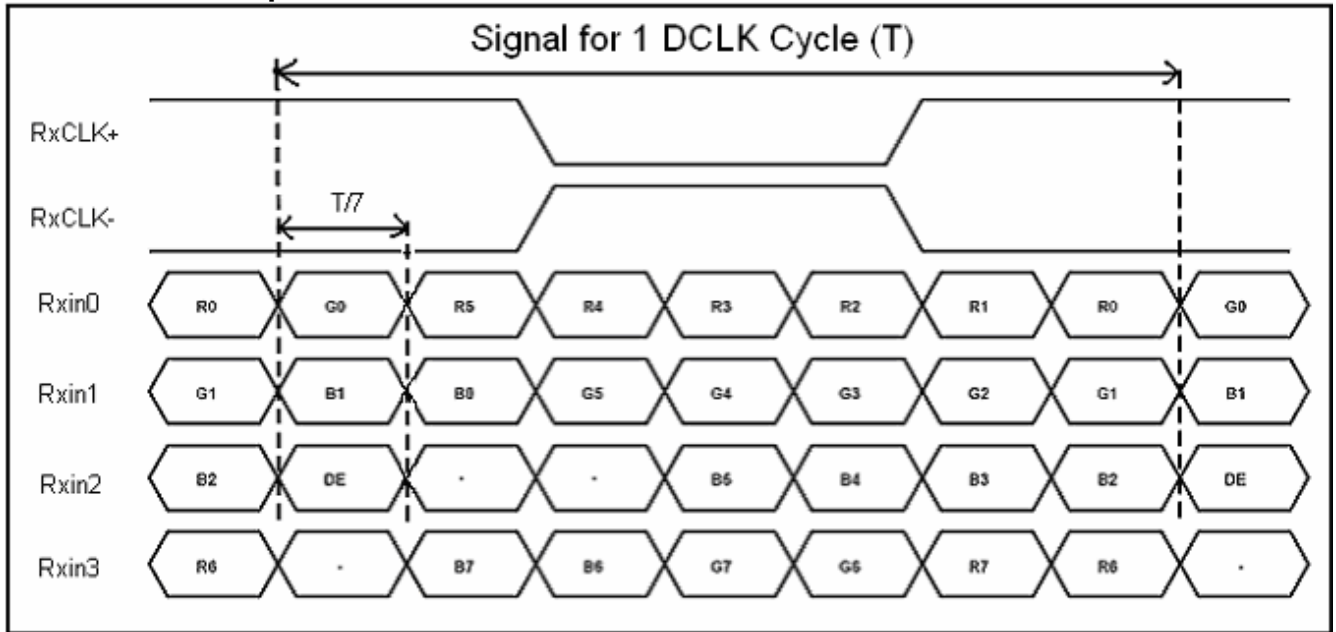 Signal for 1 DCLK Cycle (T)
RxCLK+
T/7
RxCLK-
Rxin0 R0 G0 R5 R4 R3 R2 R1 R0 G0
Rxin1 G1 B1 B0 G5 G4 G3 G2 G1 B1
Rxin2 B2 DE - - B5 B4 B3 B2 DE
Rxin3 R6 - B7 B6 G7 G6 R7 R6 -